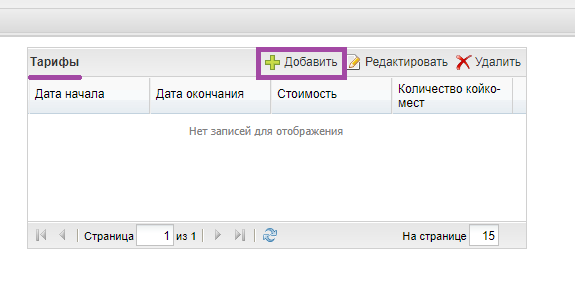 Тарифы Добавить Редактировать Удалить
Дата начала Дата окончания Стоимость Количество койко-
мест
Нет записей для отображения
Страница 1 из 1 На странице 15